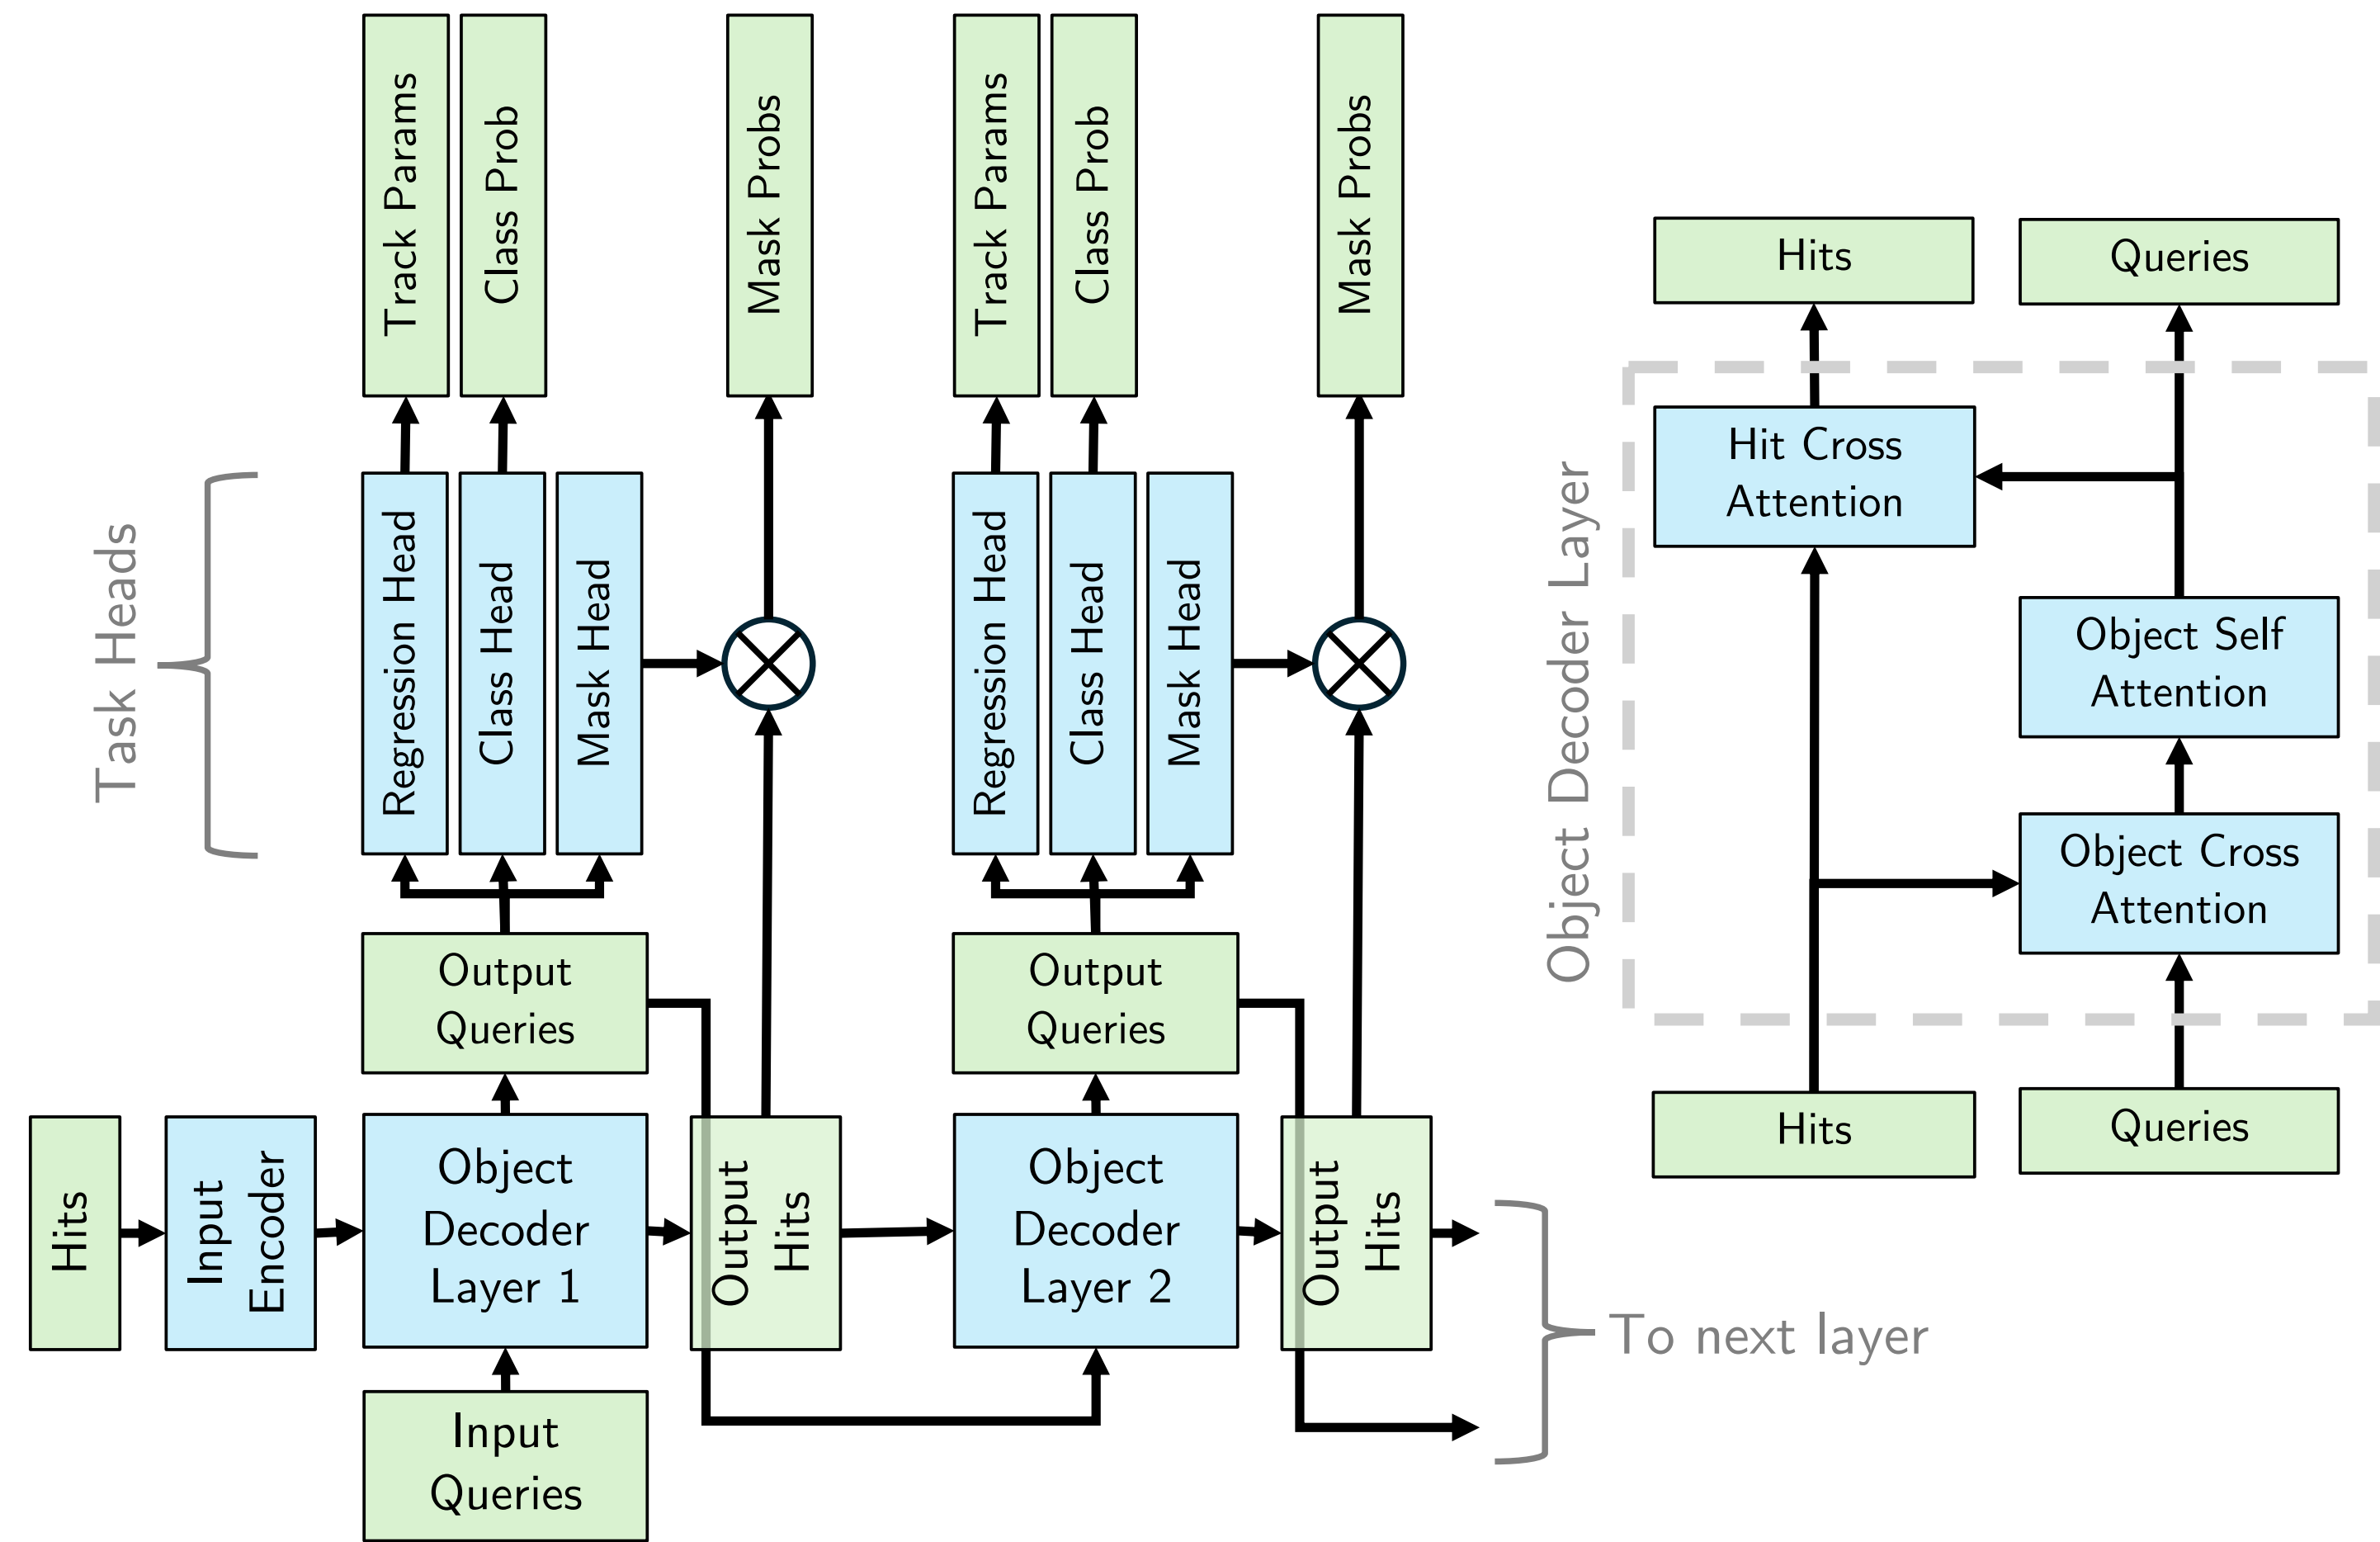 Track Params
Class Prob
Mask Probs
Track Params
Class Prob
Mask Probs
Task Heads
Regression Head
Class Head
Mask Head
Regression Head
Class Head
Mask Head
Output
Queries
Output
Queries
Hits
Input
Encoder
Object
Decoder
Layer 1
Output
Hits
Object
Decoder
Layer 2
Output
Hits
Input
Queries
To next layer
Hits
Queries
Object Decoder Layer
Hit Cross
Attention
Object Self
Attention
Object Cross
Attention
Hits
Queries